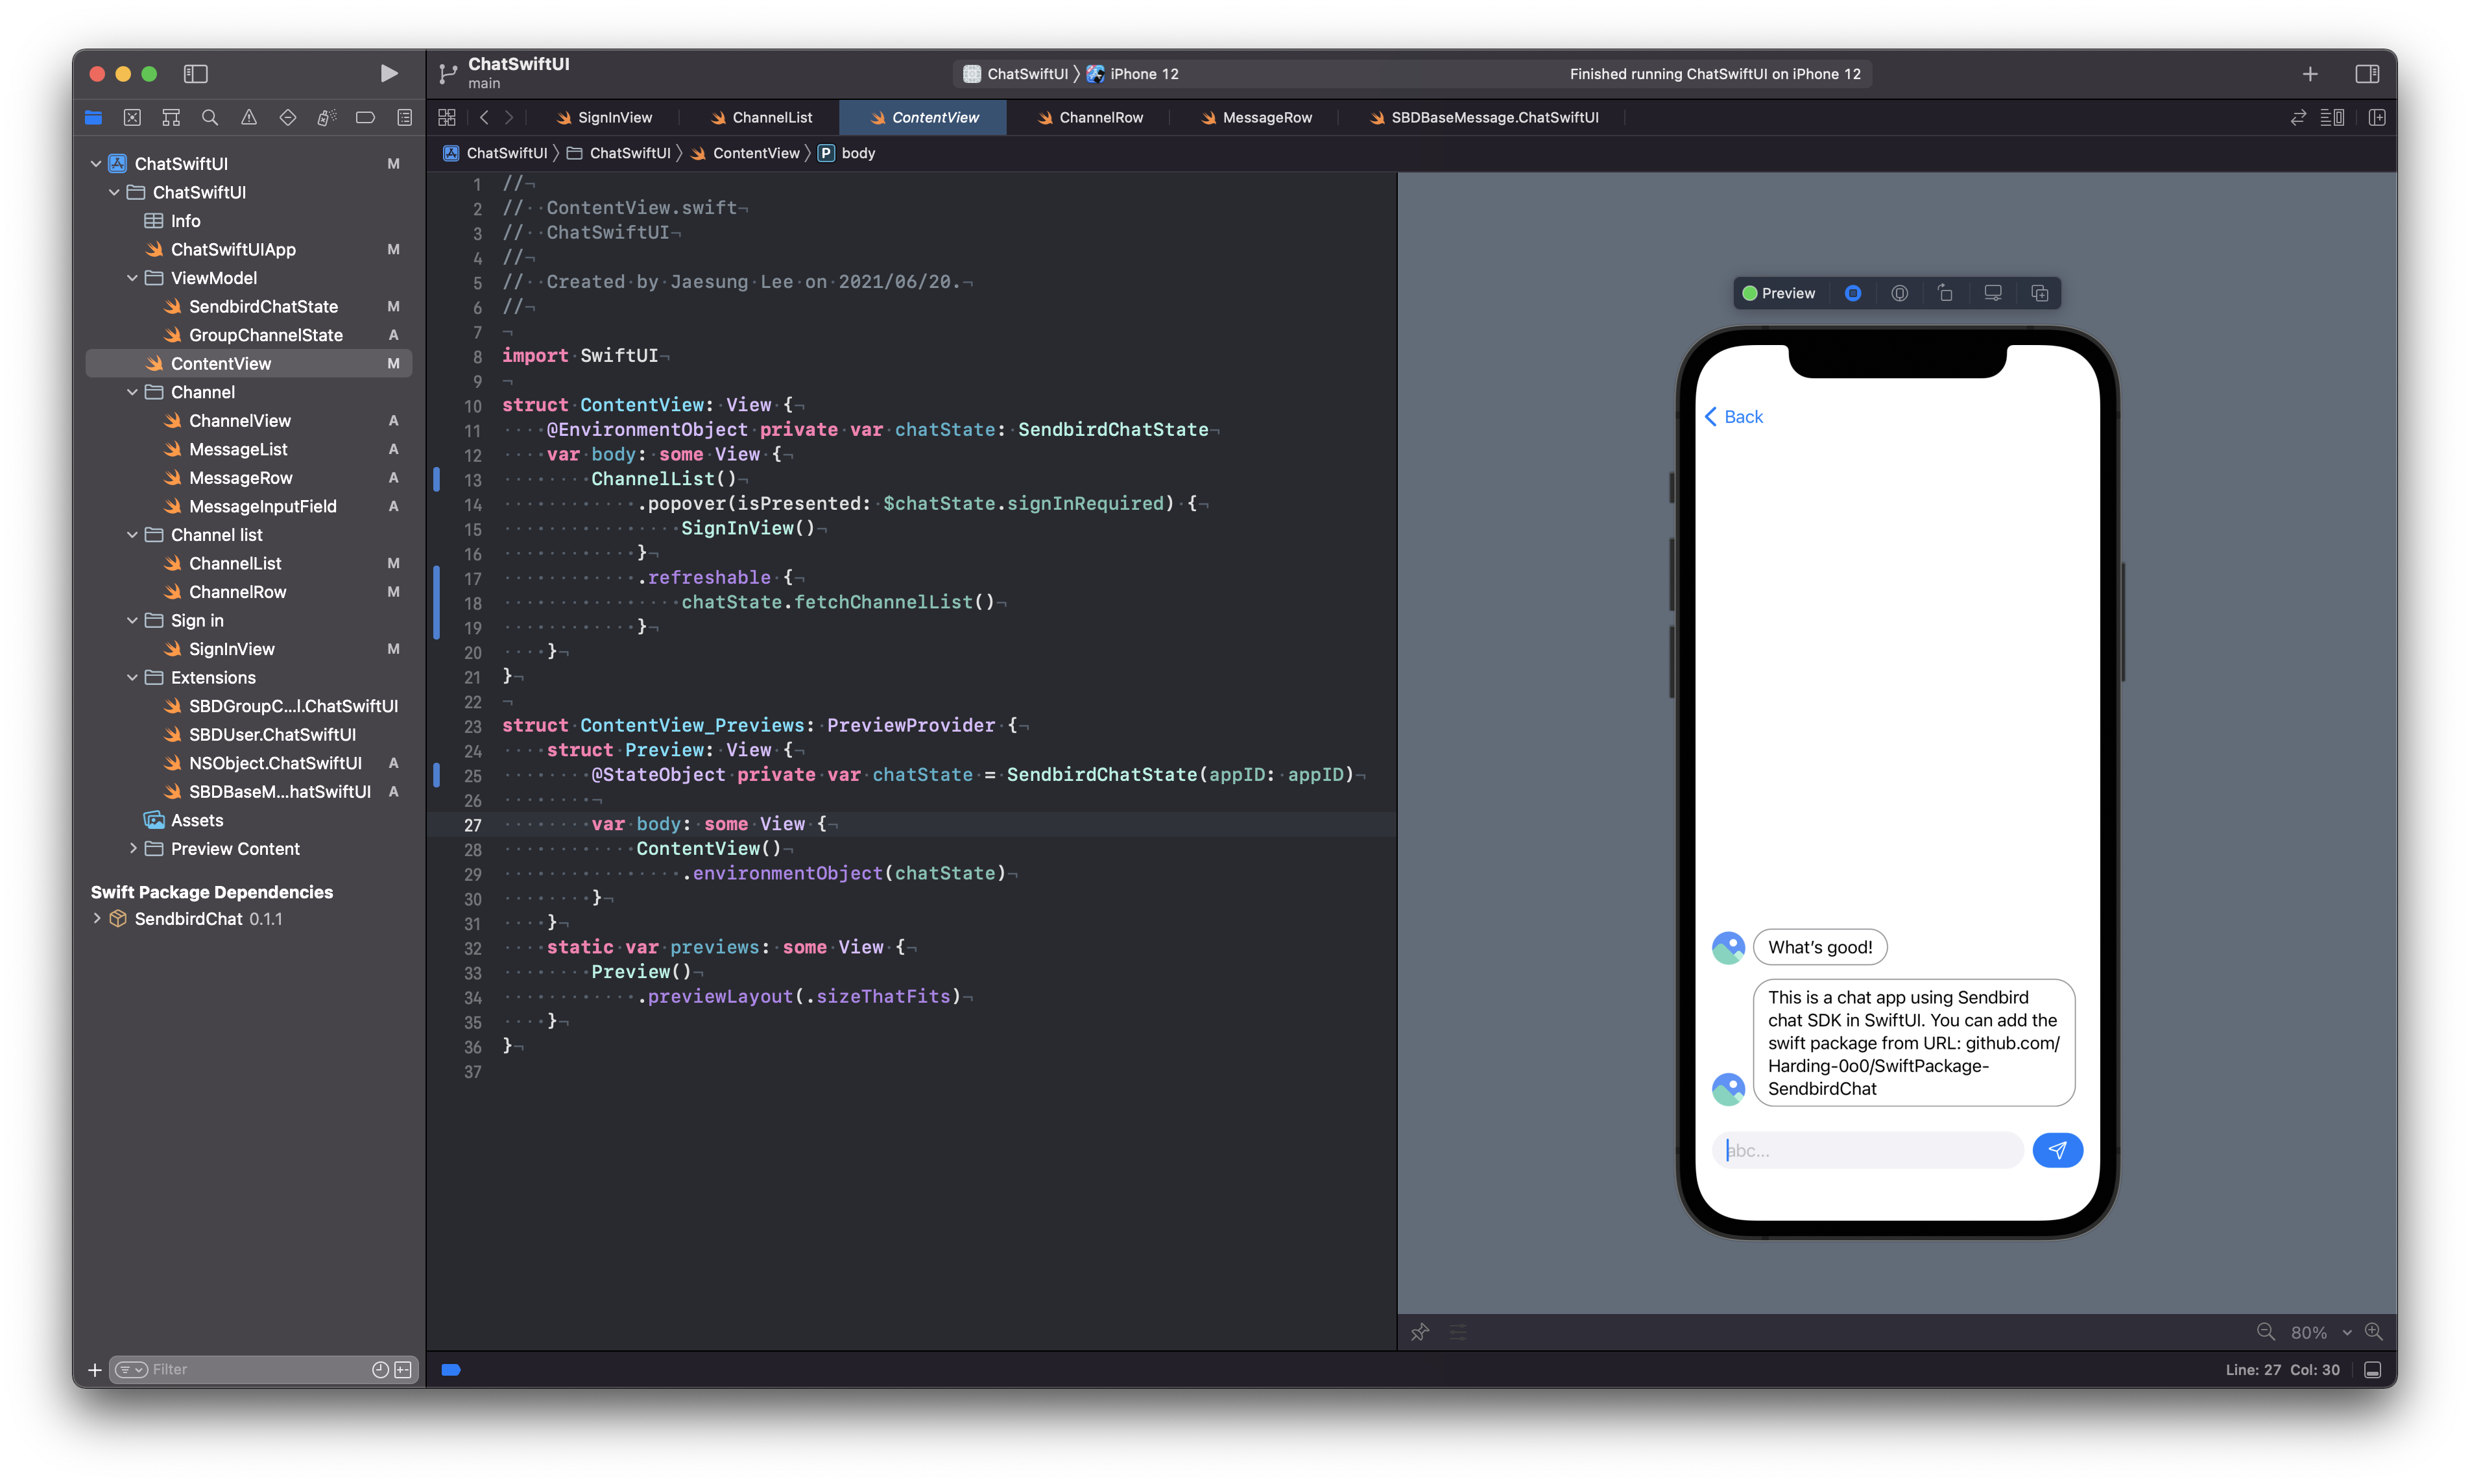 ChatSwiftUI
main
ChatSwiftUI
iPhone 12
Finished running ChatSwiftUI on iPhone 12
SignInView
ChannelList
ContentView
ChannelRow
MessageRow
SBDBaseMessage.ChatSwiftUI
ChatSwiftUI
ChatSwiftUI
ContentView
P
body
ChatSwiftUI M
ChatSwiftUI
Info
ChatSwiftUIApp M
ViewModel
SendbirdChatState M
GroupChannelState A
ContentView M
Channel
ChannelView A
MessageList A
MessageRow A
MessageInputField A
Channel list
ChannelList M
ChannelRow M
Sign in
SignInView M
Extensions
SBDGroupC...l.ChatSwiftUI
SBDUser.ChatSwiftUI
NSObject.ChatSwiftUI A
SBDBaseM...hatSwiftUI A
Assets
Preview Content
Swift Package Dependencies
SendbirdChat 0.1.1
Filter
1 //
2 //  ContentView.swift
3 //  ChatSwiftUI
4 //
5 //  Created by Jaesung Lee on 2021/06/20.
6 //
7
8 import SwiftUI
9
10 struct ContentView: View {
11     @EnvironmentObject private var chatState: SendbirdChatState
12     var body: some View {
13         ChannelList()
14             .popover(isPresented: $chatState.signInRequired) {
15                 SignInView()
16             }
17             .refreshable {
18                 chatState.fetchChannelList()
19             }
20     }
21 }
22
23 struct ContentView_Previews: PreviewProvider {
24     struct Preview: View {
25         @StateObject private var chatState = SendbirdChatState(appID: appID)
26
27         var body: some View {
28             ContentView()
29                 .environmentObject(chatState)
30         }
31     }
32     static var previews: some View {
33         Preview()
34             .previewLayout(.sizeThatFits)
35     }
36 }
37
Preview
Back
What's good!
This is a chat app using Sendbird
chat SDK in SwiftUI. You can add the
swift package from URL: github.com/
Harding-0o0/SwiftPackage-
SendbirdChat
abc...
80%
Line: 27 Col: 30